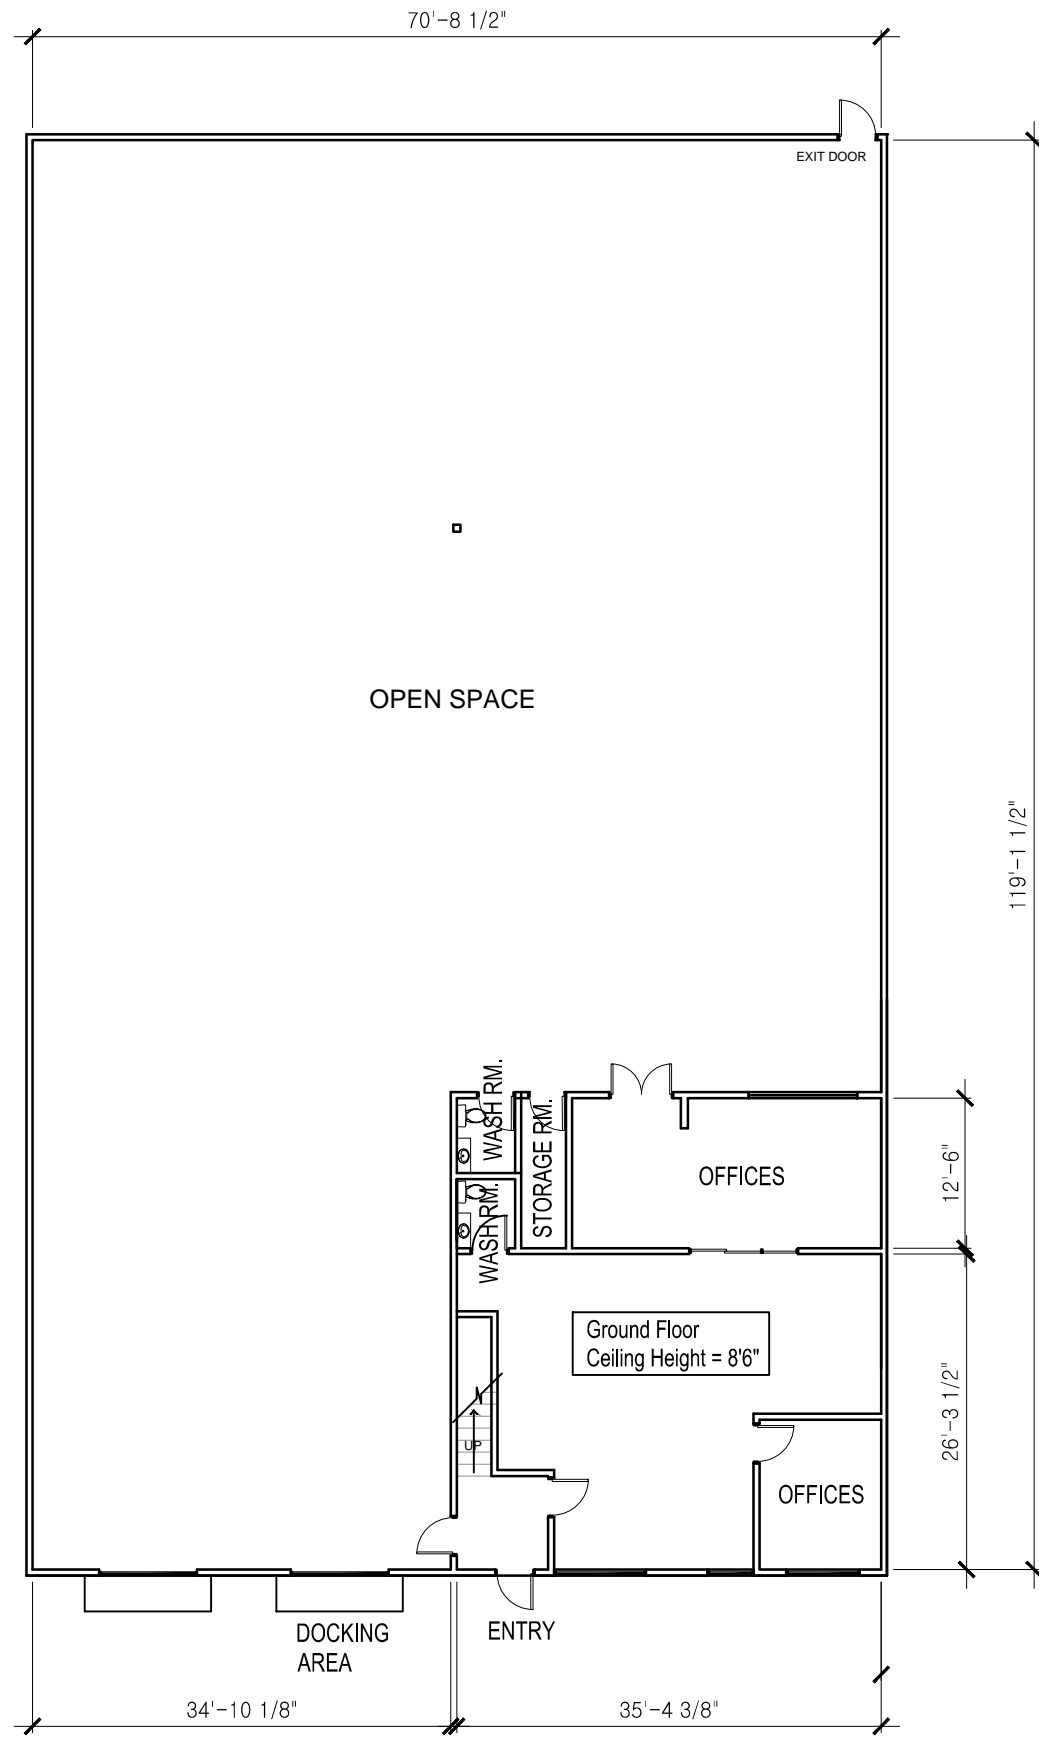 70'-8 1/2"
EXIT DOOR
OPEN SPACE
119'-1 1/2"
WASH RM.
STORAGE RM.
OFFICES
12'-6"
WASH RM.
Ground Floor
Ceiling Height = 8'6"
26'-3 1/2"
UP
OFFICES
DOCKING
AREA
ENTRY
34'-10 1/8"
35'-4 3/8"